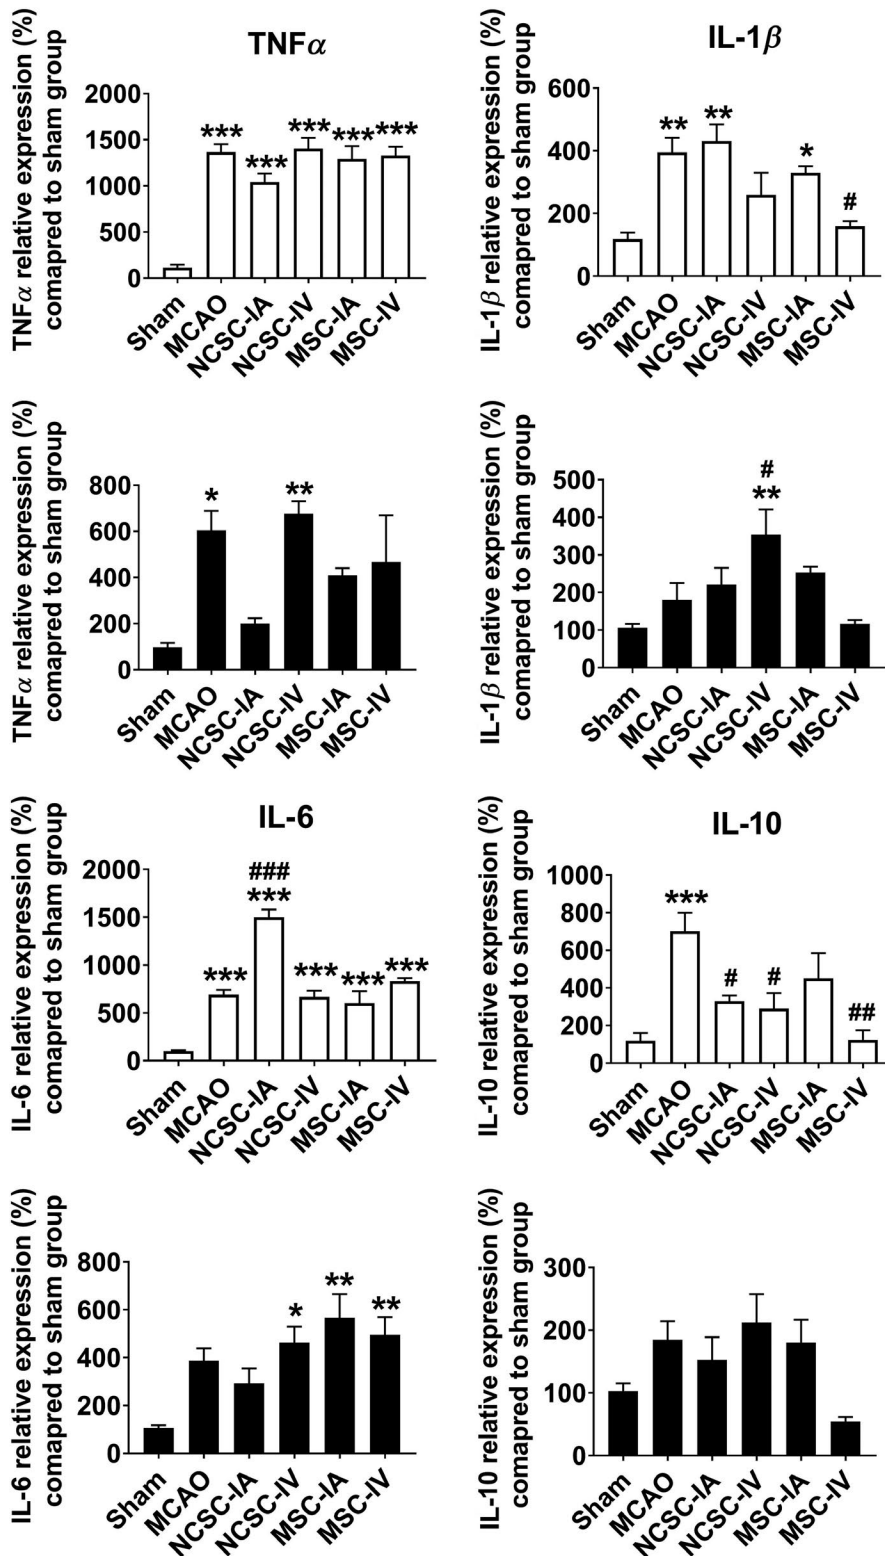 TNFα
TNFα relative expression (%)
comapred to sham group
2000
1500
1000
500
0
***
***
***
***
***
Sham
MCAO
NCSC-IA
NCSC-IV
MSC-IA
MSC-IV
IL-1β
IL-1β relative expression (%)
comapred to sham group
600
400
200
0
**
**
*
#
Sham
MCAO
NCSC-IA
NCSC-IV
MSC-IA
MSC-IV
TNFα relative expression (%)
comapred to sham group
800
600
400
200
0
*
**
Sham
MCAO
NCSC-IA
NCSC-IV
MSC-IA
MSC-IV
IL-1β relative expression (%)
comapred to sham group
500
400
300
200
100
0
#
**
Sham
MCAO
NCSC-IA
NCSC-IV
MSC-IA
MSC-IV
IL-6
IL-6 relative expression (%)
comapred to sham group
2000
1500
1000
500
0
***
###
***
***
***
***
Sham
MCAO
NCSC-IA
NCSC-IV
MSC-IA
MSC-IV
IL-10
IL-10 relative expression (%)
comapred to sham group
1000
800
600
400
200
0
***
#
#
##
Sham
MCAO
NCSC-IA
NCSC-IV
MSC-IA
MSC-IV
IL-6 relative expression (%)
comapred to sham group
800
600
400
200
0
*
**
**
Sham
MCAO
NCSC-IA
NCSC-IV
MSC-IA
MSC-IV
IL-10 relative expression (%)
comapred to sham group
300
200
100
0
Sham
MCAO
NCSC-IA
NCSC-IV
MSC-IA
MSC-IV